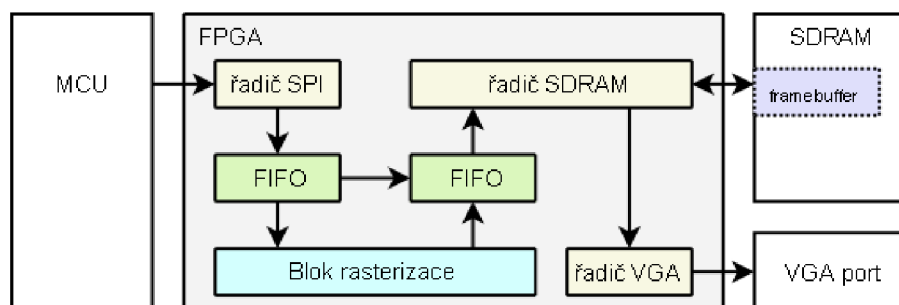 FPGA
SDRAM
MCU
řadič SPI
řadič SDRAM
framebuffer
FIFO
FIFO
Blok rasterizace
řadič VGA
VGA port